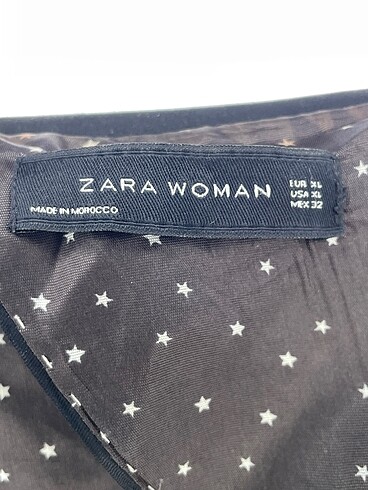 ZARA WOMAN
MADE IN MOROCCO
EUR XL
USA XL
MEX 32